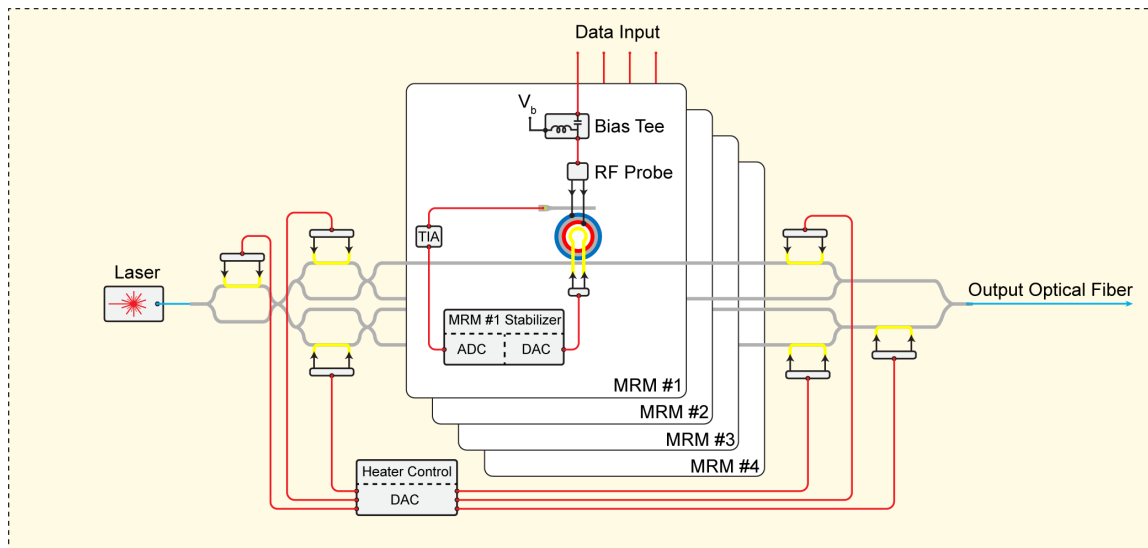 Data Input
V_b
Bias Tee
RF Probe
TIA
Laser
Output Optical Fiber
MRM #1 Stabilizer
ADC
DAC
MRM #1
MRM #2
MRM #3
MRM #4
Heater Control
DAC